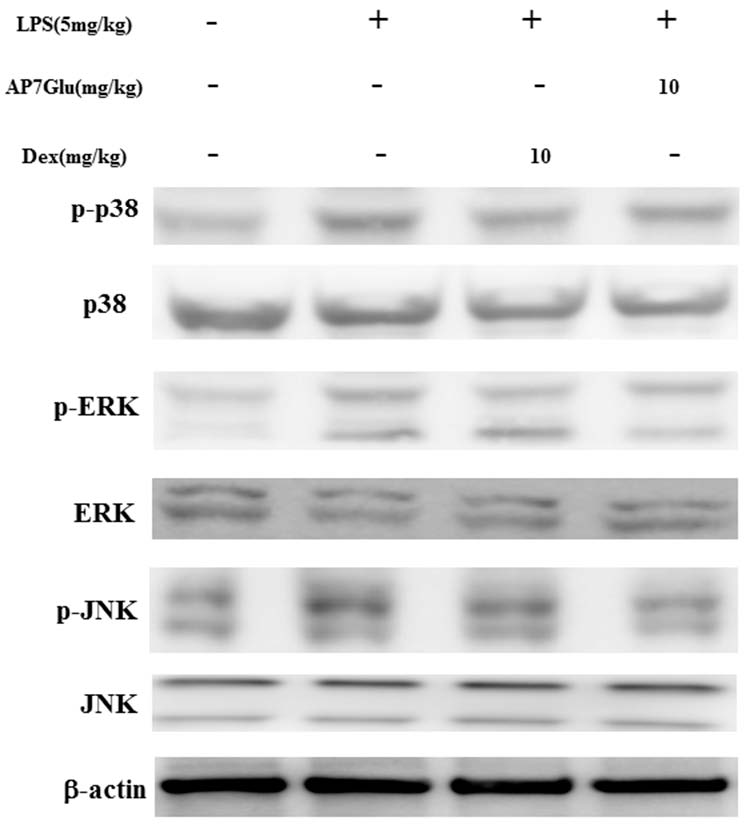 LPS(5mg/kg) - + + +
AP7Glu(mg/kg) - - - 10
Dex(mg/kg) - - 10 -
p-p38
p38
p-ERK
ERK
p-JNK
JNK
β-actin